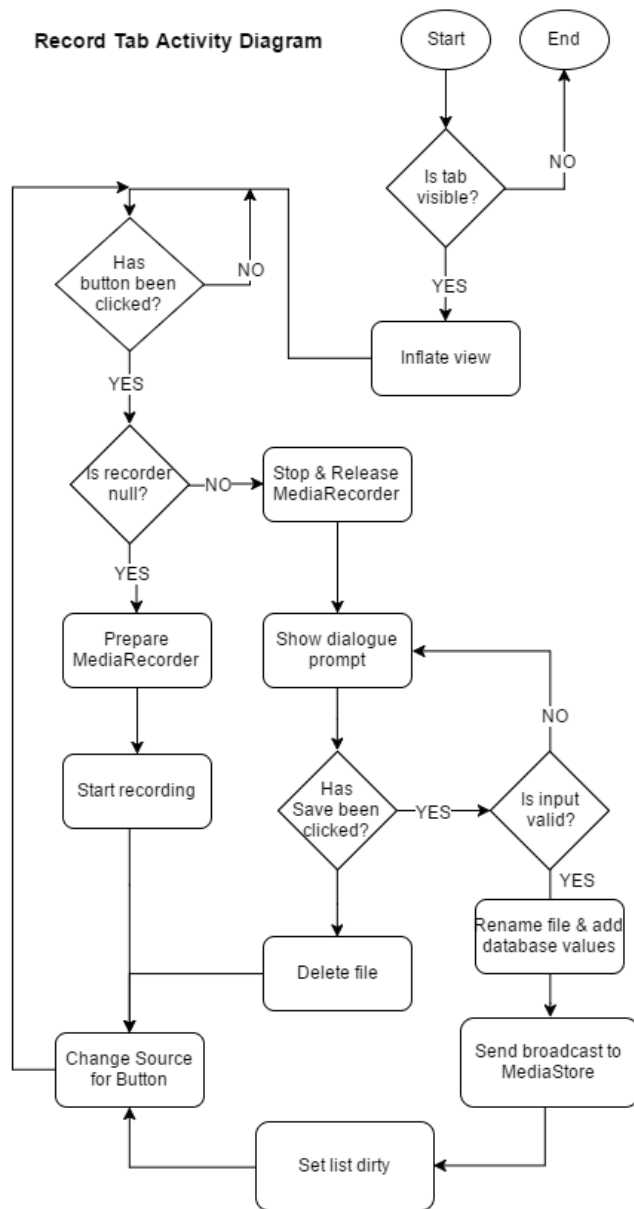 Record Tab Activity Diagram
Start
End
Is tab
visible?
NO
YES
Inflate view
Has
button been
clicked?
NO
YES
Is recorder
null?
NO
Stop & Release
MediaRecorder
YES
Prepare
MediaRecorder
Show dialogue
prompt
NO
Start recording
Has
Save been
clicked?
YES
Is input
valid?
YES
Rename file & add
database values
Delete file
Change Source
for Button
Send broadcast to
MediaStore
Set list dirty